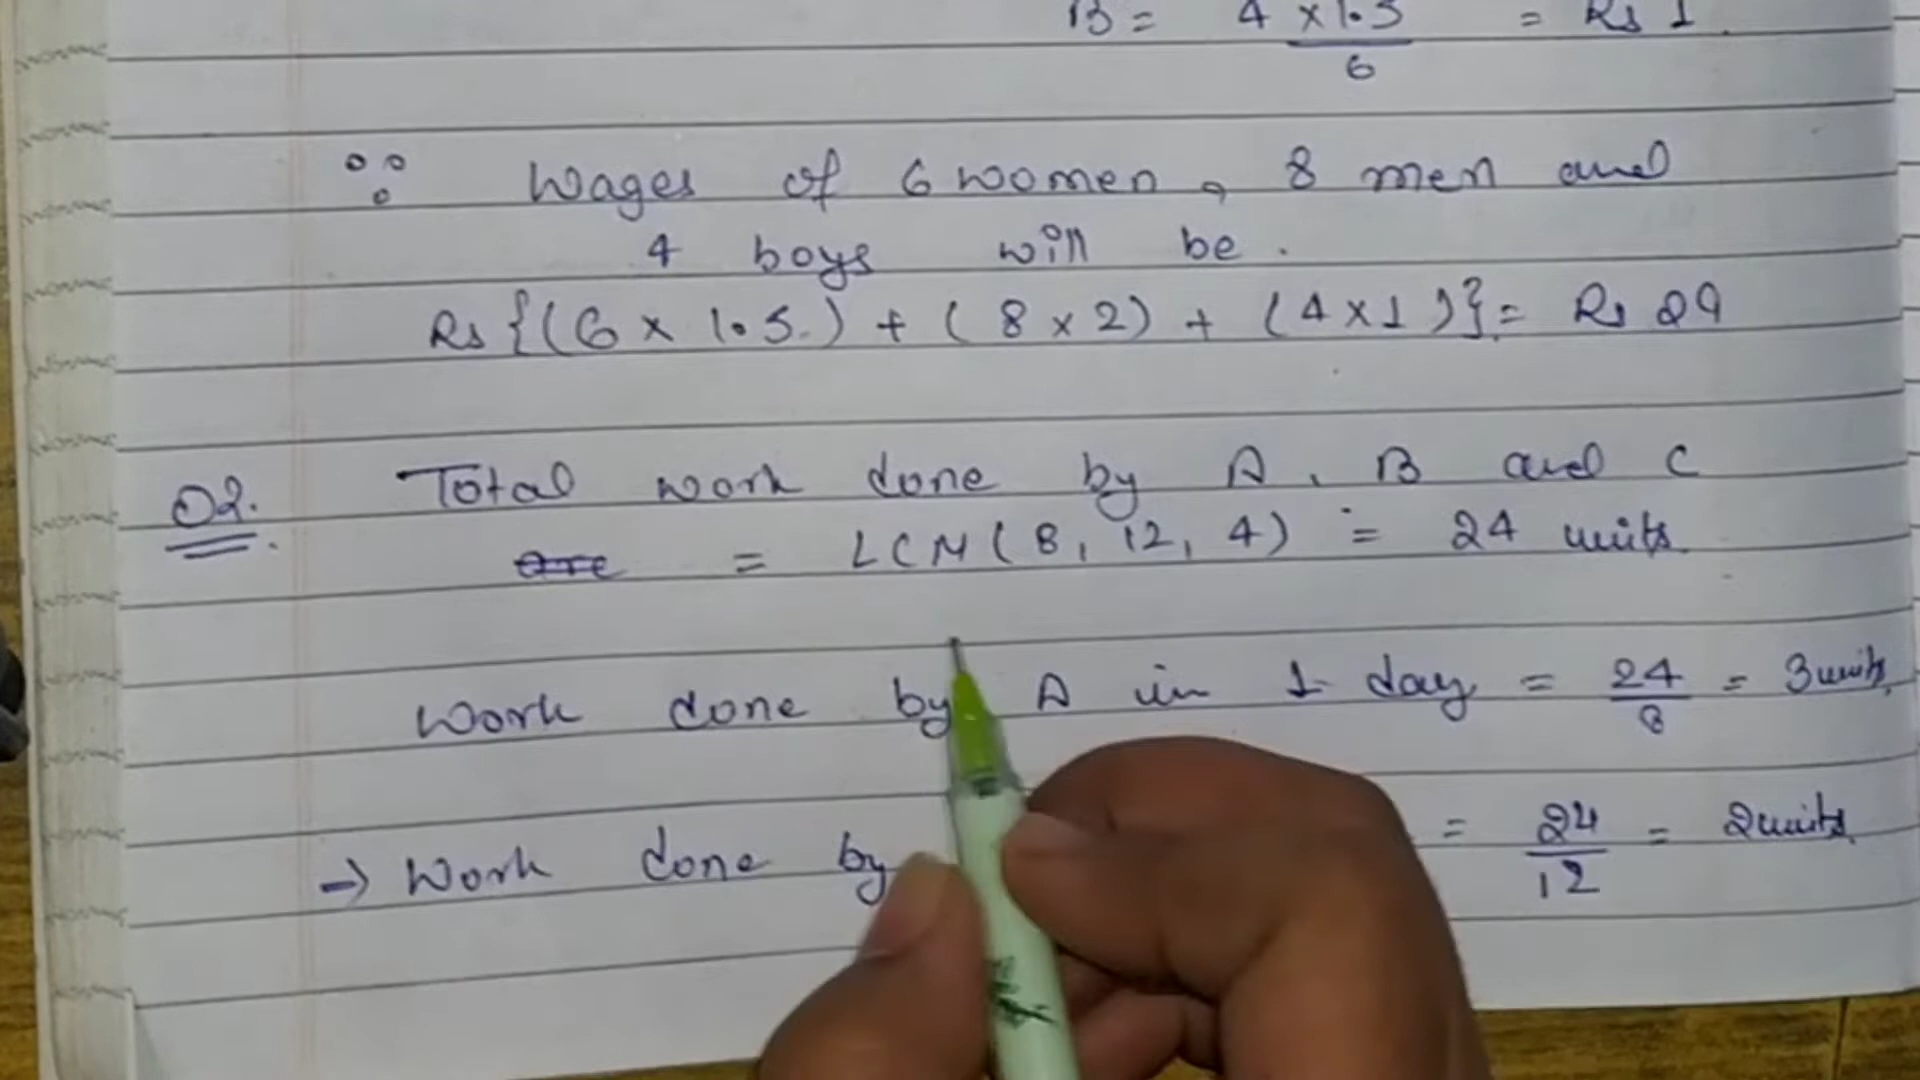 B = 4 × 1.5 = Rs 1.
6
∴ Wages of 6 women, 8 men and
4 boys will be.
Rs {(6 × 1.5.) + (8 × 2) + (4 × 1)} = Rs 29
Q2. Total work done by A, B and C
= LCM (8, 12, 4) = 24 units.
Work done by A in 1 day = 24/8 = 3 units.
→ Work done by = 24/12 = 2 units.